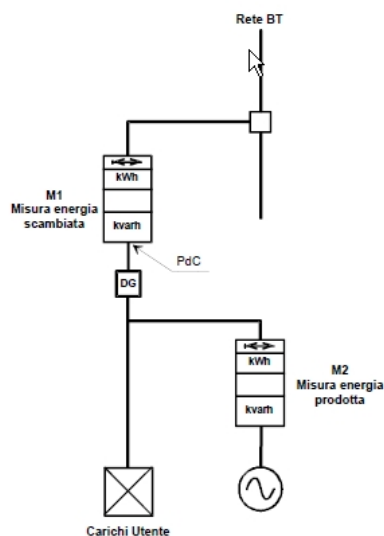 Rete BT
kWh
M1
Misura energia
scambiata
kvarh
PdC
DG
kWh
M2
Misura energia
prodotta
kvarh
Carichi Utente